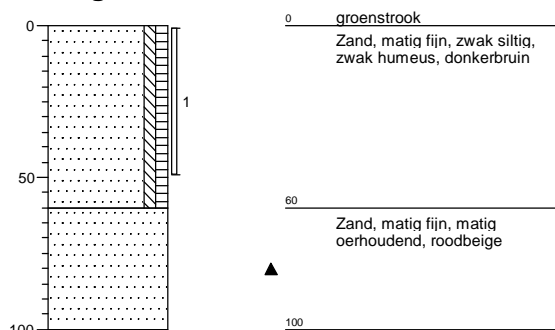 0
1
50
100
0 groenstrook
Zand, matig fijn, zwak siltig,
zwak humeus, donkerbruin
60
Zand, matig fijn, matig
oerhoudend, roodbeige
100